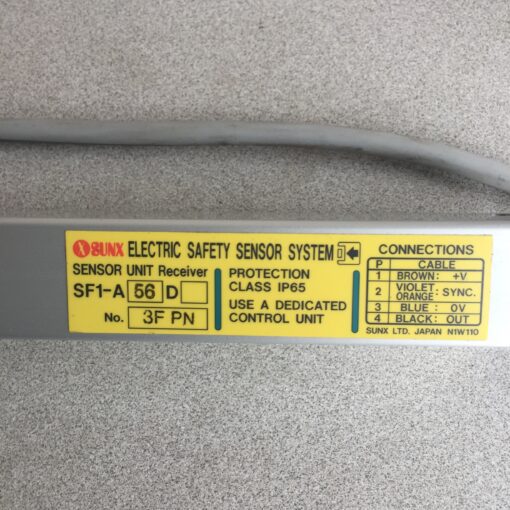 SUNX ELECTRIC SAFETY SENSOR SYSTEM
SENSOR UNIT Receiver
SF1-A 56 D
No. 3F PN
PROTECTION
CLASS IP65
USE A DEDICATED
CONTROL UNIT
CONNECTIONS
P CABLE
1 BROWN: +V
2 VIOLET ORANGE: SYNC.
3 BLUE: 0V
4 BLACK: OUT
SUNX LTD. JAPAN N1W110